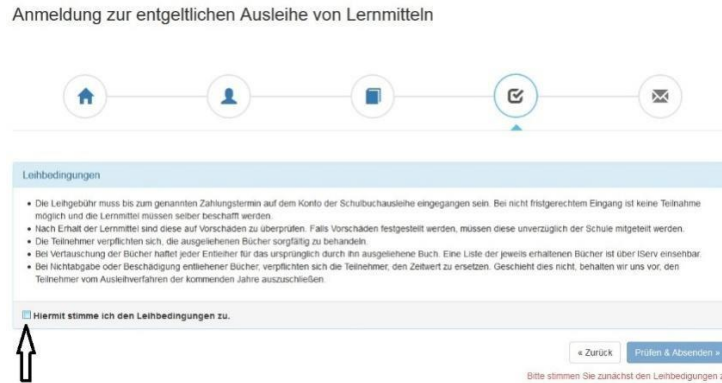 Anmeldung zur entgeltlichen Ausleihe von Lernmitteln
Leihbedingungen
• Die Leihgebühr muss bis zum genannten Zahlungstermin auf dem Konto der Schulbuchausleihe eingegangen sein. Bei nicht fristgerechtem Eingang ist keine Teilnahme
möglich und die Lernmittel müssen selber beschafft werden.
• Nach Erhalt der Lernmittel sind diese auf Vorschäden zu überprüfen. Falls Vorschäden festgestellt werden, müssen diese unverzüglich der Schule mitgeteilt werden.
• Die Teilnehmer verpflichten sich, die ausgeliehenen Bücher sorgfältig zu behandeln.
• Bei Vertauschung der Bücher haftet jeder Entleiher für das ursprünglich durch ihn ausgeliehene Buch. Eine Liste der jeweils erhaltenen Bücher ist über IServ einsehbar.
• Bei Nichtabgabe oder Beschädigung entliehener Bücher, verpflichten sich die Teilnehmer, den Zeitwert zu ersetzen. Geschieht dies nicht, behalten wir uns vor, den
Teilnehmer vom Ausleihverfahren der kommenden Jahre auszuschließen.
Hiermit stimme ich den Leihbedingungen zu.
« Zurück
Prüfen & Absenden »
Bitte stimmen Sie zunächst den Leihbedigungen z